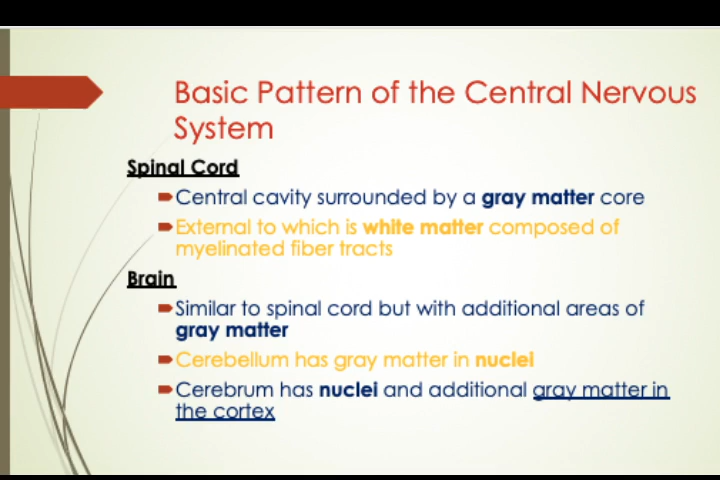 Basic Pattern of the Central Nervous
System
Spinal Cord
Central cavity surrounded by a gray matter core
External to which is white matter composed of
myelinated fiber tracts
Brain
Similar to spinal cord but with additional areas of
gray matter
Cerebellum has gray matter in nuclei
Cerebrum has nuclei and additional gray matter in
the cortex